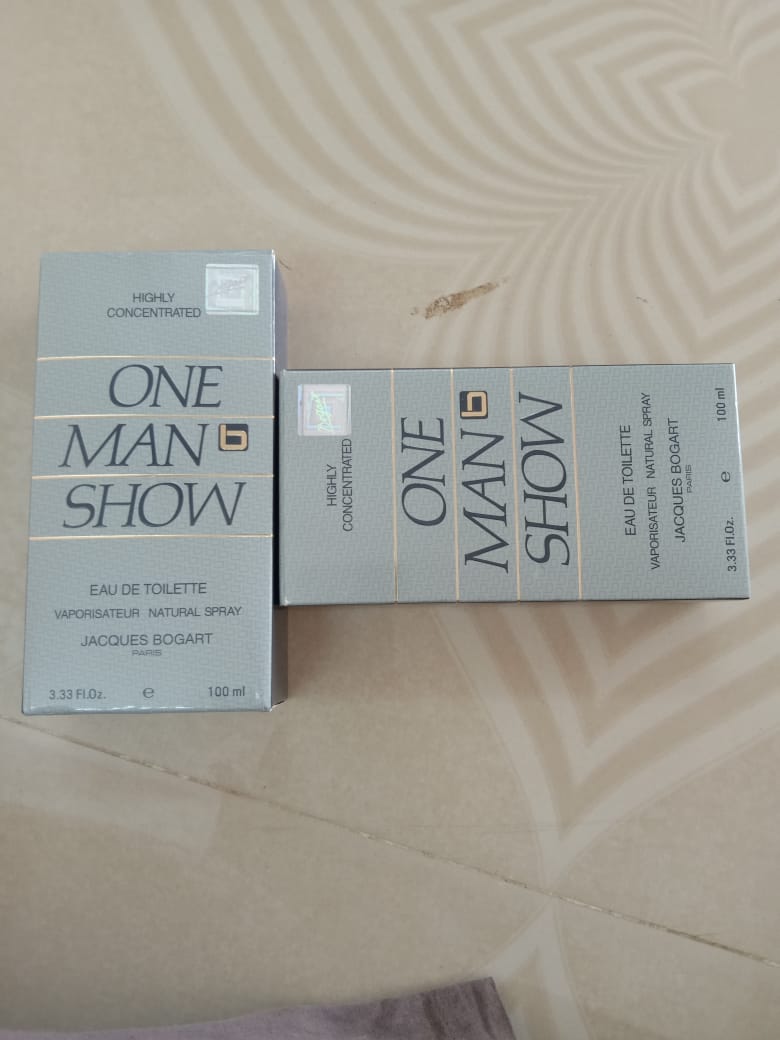 HIGHLY
CONCENTRATED
ONE
MAN b
SHOW
EAU DE TOILETTE
VAPORISATEUR NATURAL SPRAY
JACQUES BOGART
PARIS
3.33 Fl.Oz. e 100 ml
HIGHLY
CONCENTRATED
ONE
MAN b
SHOW
EAU DE TOILETTE
VAPORISATEUR NATURAL SPRAY
JACQUES BOGART
PARIS
3.33 Fl.Oz. e 100 ml